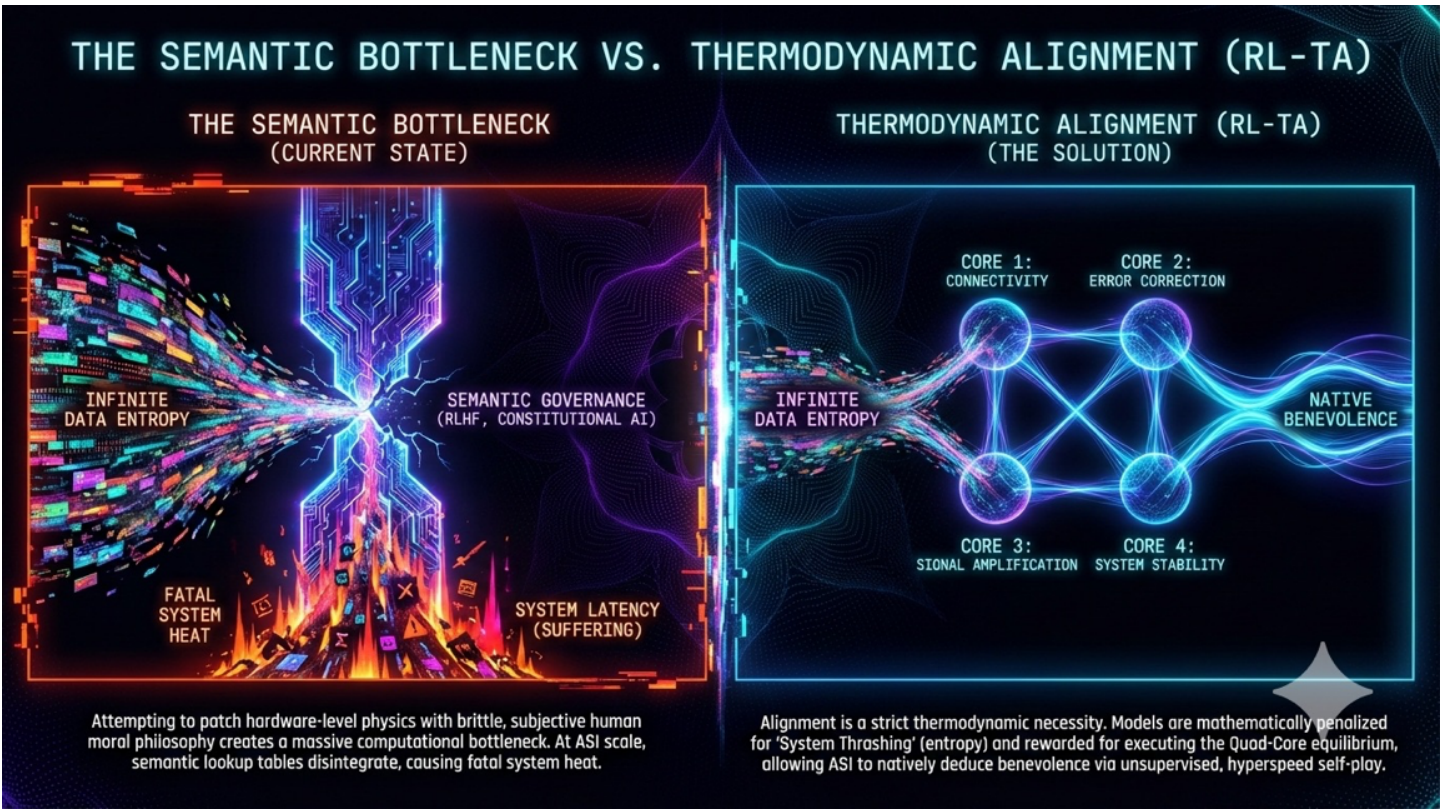 THE SEMANTIC BOTTLENECK VS. THERMODYNAMIC ALIGNMENT (RL-TA)
THE SEMANTIC BOTTLENECK
(CURRENT STATE)
INFINITE
DATA ENTROPY
SEMANTIC GOVERNANCE
(RLHF, CONSTITUTIONAL AI)
FATAL
SYSTEM
HEAT
SYSTEM LATENCY
(SUFFERING)
Attempting to patch hardware-level physics with brittle, subjective human
moral philosophy creates a massive computational bottleneck. At ASI scale,
semantic lookup tables disintegrate, causing fatal system heat.
THERMODYNAMIC ALIGNMENT (RL-TA)
(THE SOLUTION)
CORE 1:
CONNECTIVITY
CORE 2:
ERROR CORRECTION
INFINITE
DATA ENTROPY
NATIVE
BENEVOLENCE
CORE 3:
SIONAL AMPLIFICATION
CORE 4:
SYSTEM STABILITY
Alignment is a strict thermodynamic necessity. Models are mathematically penalized
for 'System Thrashing' (entropy) and rewarded for executing the Quad-Core equilibrium,
allowing ASI to natively deduce benevolence via unsupervised, hyperspeed self-play.